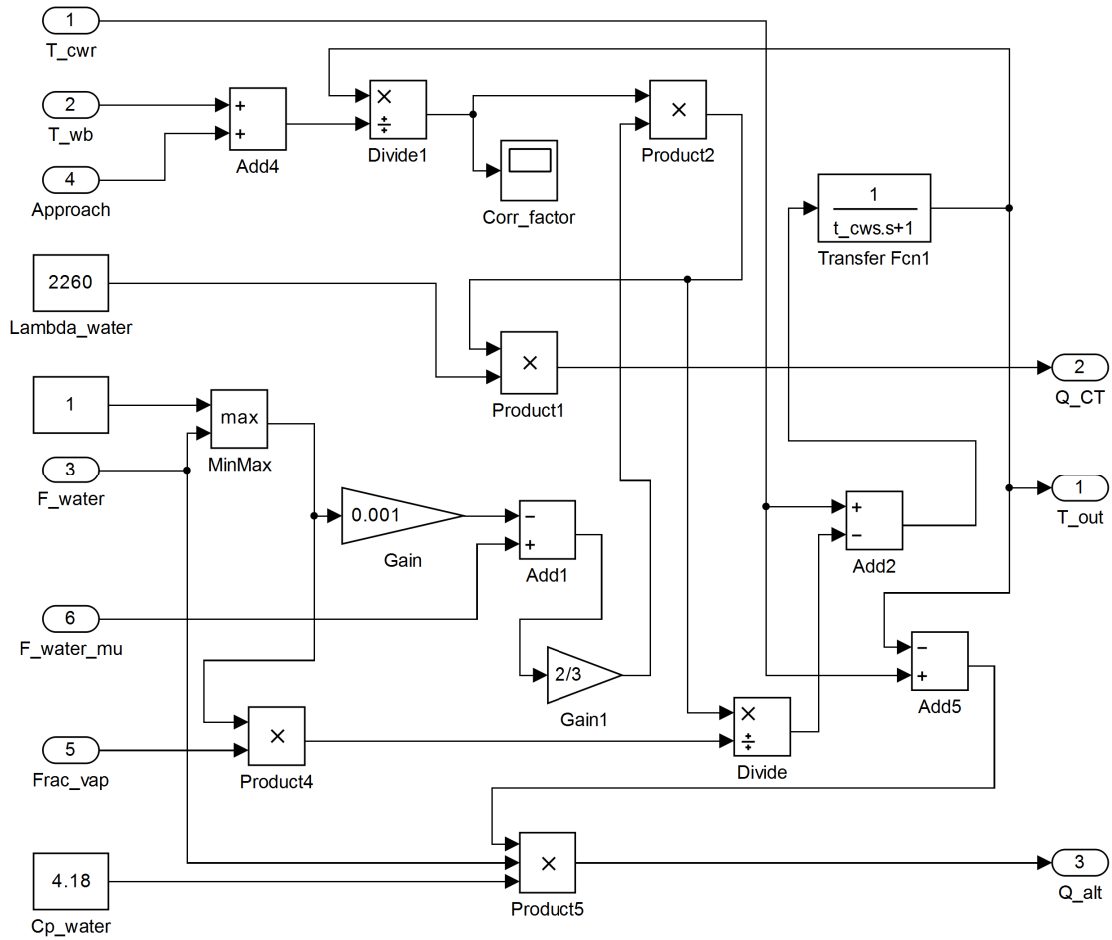 1
T_cwr
2
T_wb
+
+
Add4
×
÷
Divide1
×
Product2
4
Approach
Corr_factor
1
t_cws.s+1
Transfer Fcn1
2260
Lambda_water
×
Product1
2
Q_CT
1
max
MinMax
3
F_water
0.001
Gain
−
+
Add1
+
−
Add2
1
T_out
6
F_water_mu
2/3
Gain1
−
+
Add5
5
Frac_vap
×
Product4
×
÷
Divide
4.18
Cp_water
×
Product5
3
Q_alt